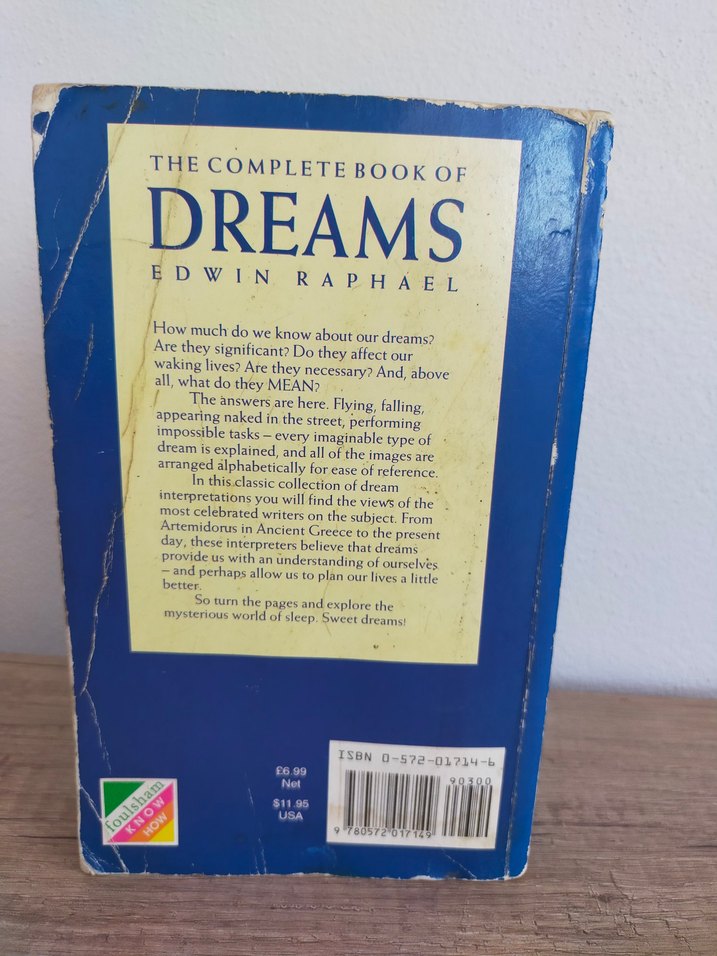 THE COMPLETE BOOK OF
DREAMS
EDWIN RAPHAEL
How much do we know about our dreams?
Are they significant? Do they affect our
waking lives? Are they necessary? And, above
all, what do they MEAN?
The answers are here. Flying, falling,
appearing naked in the street, performing
impossible tasks – every imaginable type of
dream is explained, and all of the images are
arranged alphabetically for ease of reference.
In this classic collection of dream
interpretations you will find the views of the
most celebrated writers on the subject. From
Artemidorus in Ancient Greece to the present
day, these interpreters believe that dreams
provide us with an understanding of ourselves
– and perhaps allow us to plan our lives a little
better.
So turn the pages and explore the
mysterious world of sleep. Sweet dreams!
foulsham
KNOW
HOW
£6.99
Net
$11.95
USA
ISBN 0-572-01714-6
90300
9 780572 017149